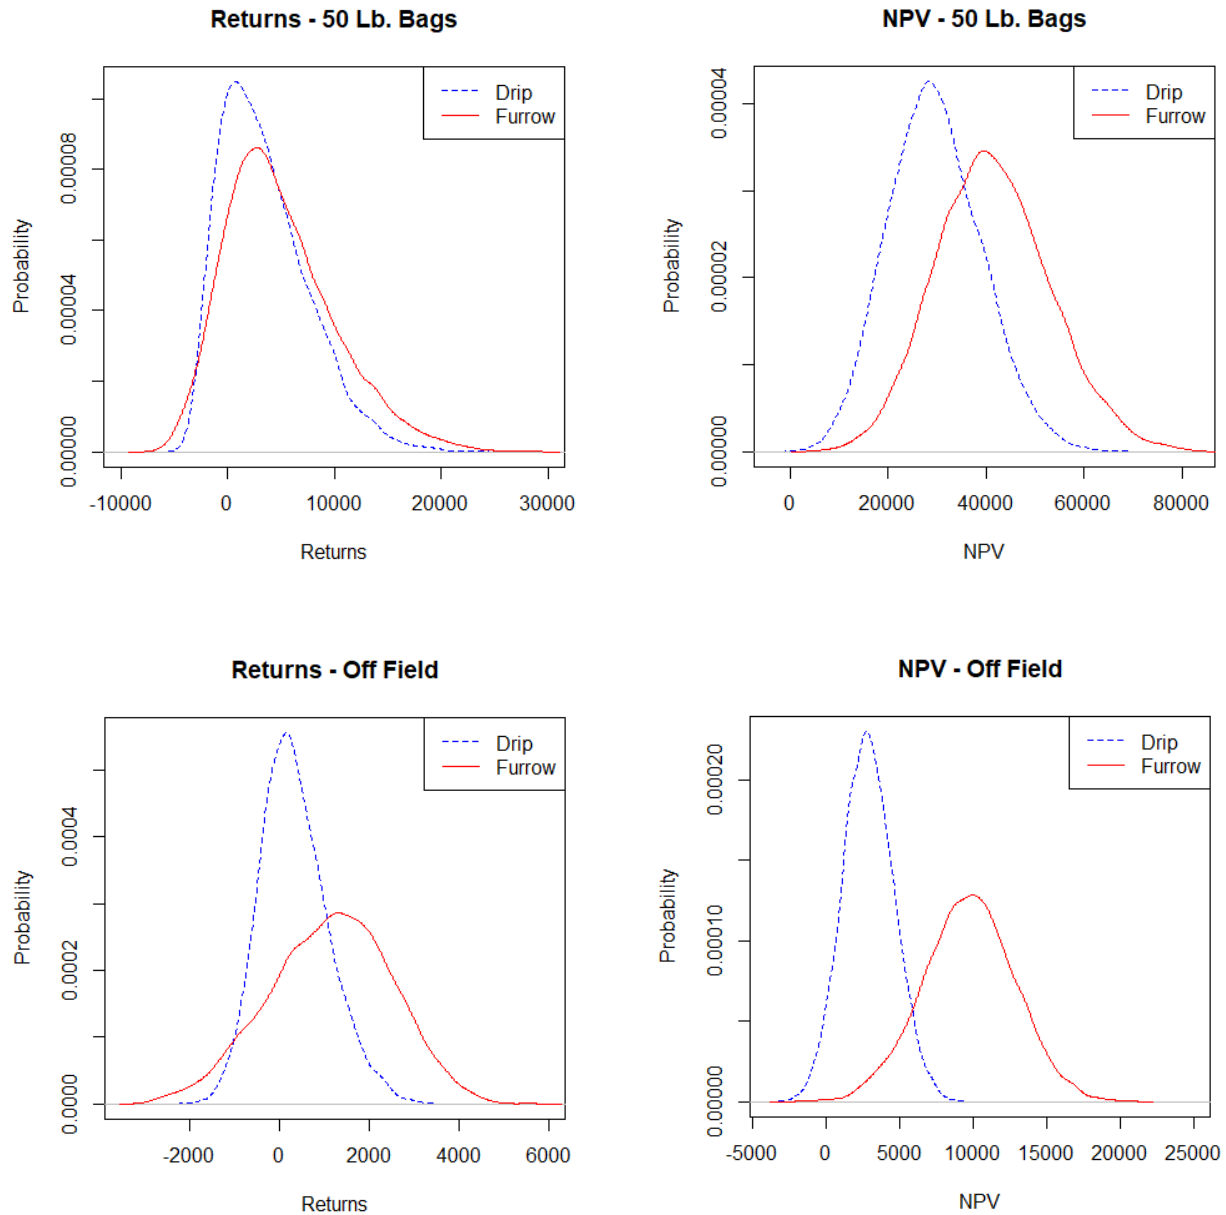 Returns - 50 Lb. Bags
Drip
Furrow
Probability
0.00008
0.00004
0.00000
-10000 0 10000 20000 30000
Returns
NPV - 50 Lb. Bags
Drip
Furrow
Probability
0.00004
0.00002
0.00000
0 20000 40000 60000 80000
NPV
Returns - Off Field
Drip
Furrow
Probability
0.0004
0.0002
0.0000
-2000 0 2000 4000 6000
Returns
NPV - Off Field
Drip
Furrow
Probability
0.00020
0.00010
0.00000
-5000 0 5000 10000 15000 20000 25000
NPV